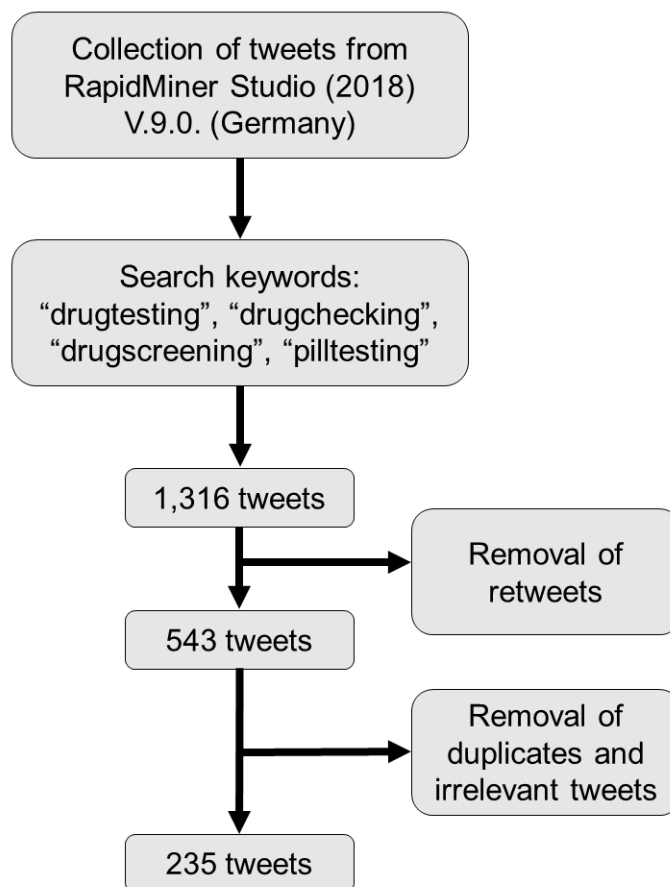 Collection of tweets from
RapidMiner Studio (2018)
V.9.0. (Germany)
Search keywords:
“drugtesting”, “drugchecking”,
“drugscreening”, “pilltesting”
1,316 tweets
Removal of
retweets
543 tweets
Removal of
duplicates and
irrelevant tweets
235 tweets